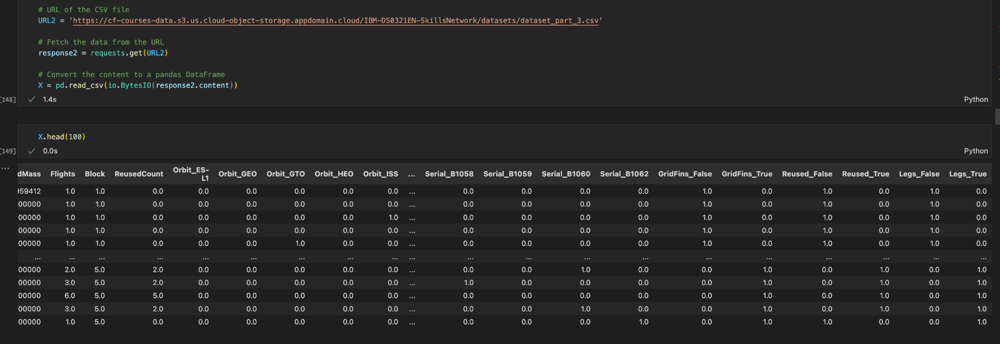 # URL of the CSV file
URL2 = 'https://cf-courses-data.s3.us.cloud-object-storage.appdomain.cloud/IBM-DS0321EN-SkillsNetwork/datasets/dataset_part_3.csv'
# Fetch the data from the URL
response2 = requests.get(URL2)
# Convert the content to a pandas DataFrame
X = pd.read_csv(io.BytesIO(response2.content))
[148] ✓ 1.4s Python
X.head(100)
[149] ✓ 0.0s Python
... dMass Flights Block ReusedCount Orbit_ES-L1 Orbit_GEO Orbit_GTO Orbit_HEO Orbit_ISS ... Serial_B1058 Serial_B1059 Serial_B1060 Serial_B1062 GridFins_False GridFins_True Reused_False Reused_True Legs_False Legs_True
959412 1.0 1.0 0.0 0.0 0.0 0.0 0.0 0.0 ... 0.0 0.0 0.0 0.0 1.0 0.0 1.0 0.0 1.0 0.0
00000 1.0 1.0 0.0 0.0 0.0 0.0 0.0 0.0 ... 0.0 0.0 0.0 0.0 1.0 0.0 1.0 0.0 1.0 0.0
00000 1.0 1.0 0.0 0.0 0.0 0.0 0.0 1.0 ... 0.0 0.0 0.0 0.0 1.0 0.0 1.0 0.0 1.0 0.0
00000 1.0 1.0 0.0 0.0 0.0 0.0 0.0 0.0 ... 0.0 0.0 0.0 0.0 1.0 0.0 1.0 0.0 1.0 0.0
00000 1.0 1.0 0.0 0.0 0.0 1.0 0.0 0.0 ... 0.0 0.0 0.0 0.0 1.0 0.0 1.0 0.0 1.0 0.0
... ... ... ... ... ... ... ... ... ... ... ... ... ... ... ... ... ... ... ...
00000 2.0 5.0 2.0 0.0 0.0 0.0 0.0 0.0 ... 0.0 0.0 1.0 0.0 0.0 1.0 0.0 1.0 0.0 1.0
00000 3.0 5.0 2.0 0.0 0.0 0.0 0.0 0.0 ... 1.0 0.0 0.0 0.0 0.0 1.0 0.0 1.0 0.0 1.0
00000 6.0 5.0 5.0 0.0 0.0 0.0 0.0 0.0 ... 0.0 0.0 0.0 0.0 0.0 1.0 0.0 1.0 0.0 1.0
00000 3.0 5.0 2.0 0.0 0.0 0.0 0.0 0.0 ... 0.0 0.0 1.0 0.0 0.0 1.0 0.0 1.0 0.0 1.0
00000 1.0 5.0 0.0 0.0 0.0 0.0 0.0 0.0 ... 0.0 0.0 0.0 1.0 0.0 1.0 1.0 0.0 0.0 1.0